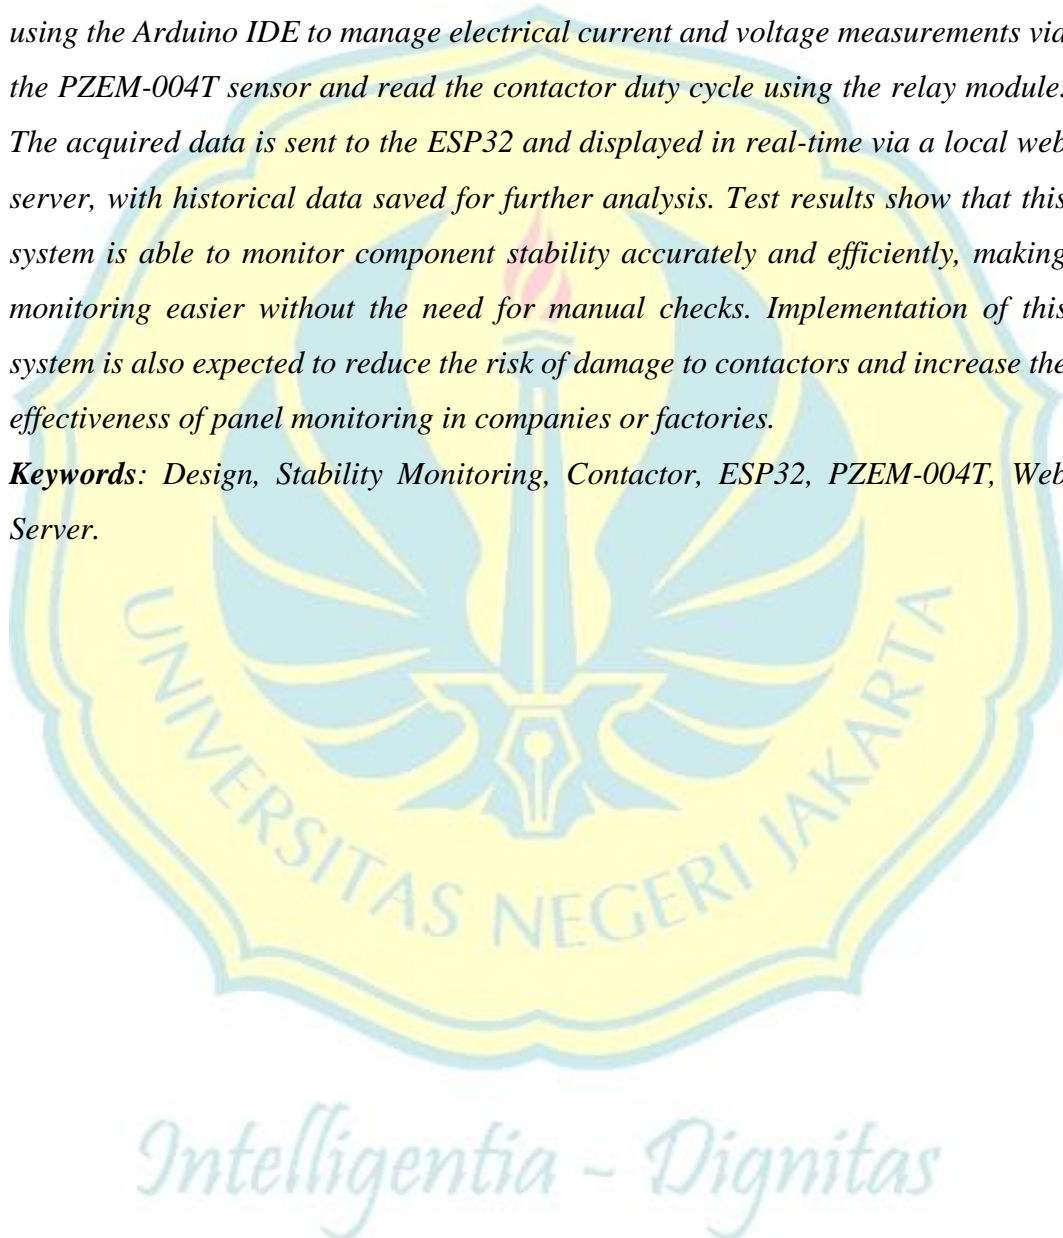 using the Arduino IDE to manage electrical current and voltage measurements via
the PZEM-004T sensor and read the contactor duty cycle using the relay module.
The acquired data is sent to the ESP32 and displayed in real-time via a local web
server, with historical data saved for further analysis. Test results show that this
system is able to monitor component stability accurately and efficiently, making
monitoring easier without the need for manual checks. Implementation of this
system is also expected to reduce the risk of damage to contactors and increase the
effectiveness of panel monitoring in companies or factories.
Keywords: Design, Stability Monitoring, Contactor, ESP32, PZEM-004T, Web
Server.
UNIVERSITAS NEGERI JAKARTA
Intelligentia - Dignitas